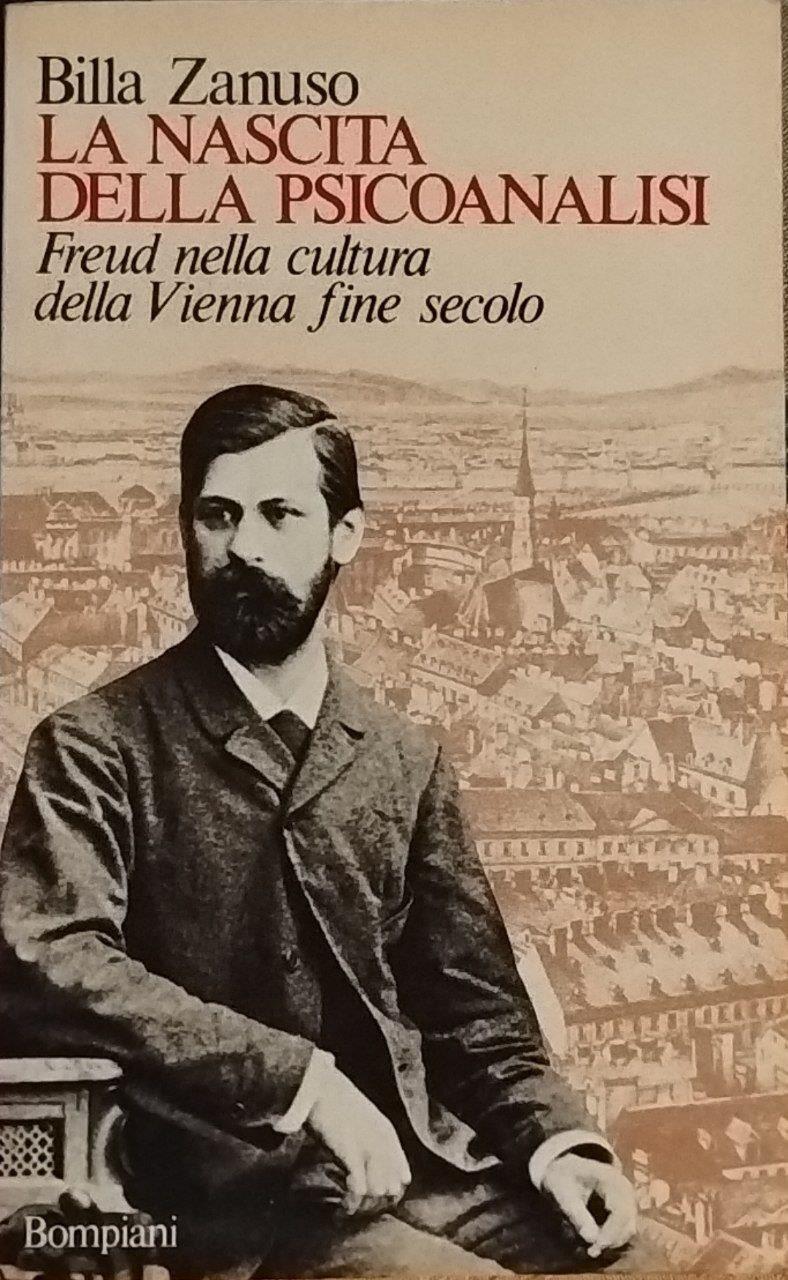 Billa Zanuso
LA NASCITA
DELLA PSICOANALISI
Freud nella cultura
della Vienna fine secolo
Bompiani